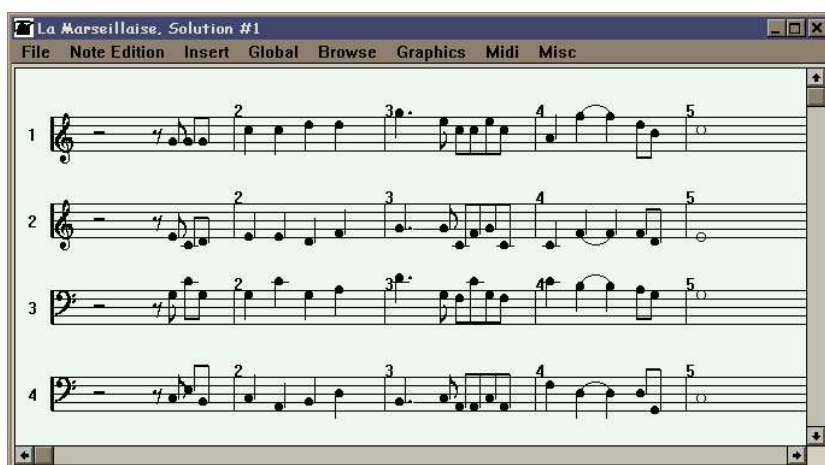 La Marseillaise, Solution #1
File Note Edition Insert Global Browse Graphics Midi Misc
2 3 4 5
1
2 3 4 5
2
2 3 4 5
3
2 3 4 5
4